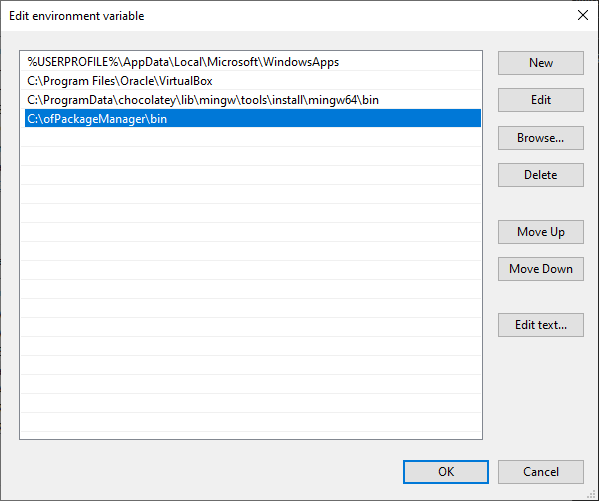 Edit environment variable
%USERPROFILE%\AppData\Local\Microsoft\WindowsApps
C:\Program Files\Oracle\VirtualBox
C:\ProgramData\chocolatey\lib\mingw\tools\install\mingw64\bin
C:\ofPackageManager\bin
New
Edit
Browse...
Delete
Move Up
Move Down
Edit text...
OK
Cancel